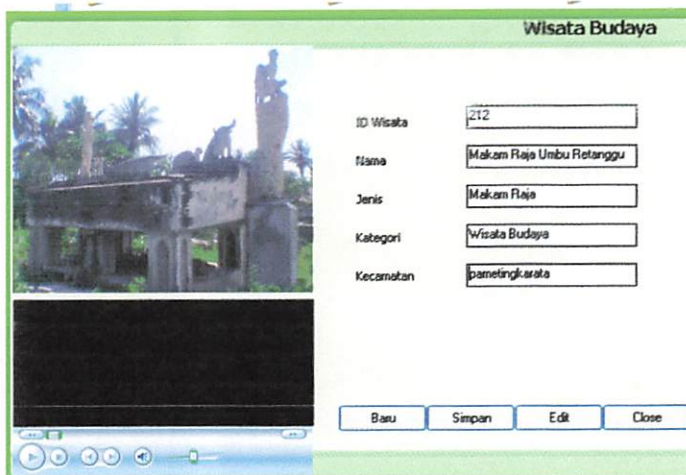 Wisata Budaya
ID Wisata 212
Nama Makam Raja Umbu Retanggu
Jenis Makam Raja
Kategori Wisata Budaya
Kecamatan pametingkarata
Baru Simpan Edit Close